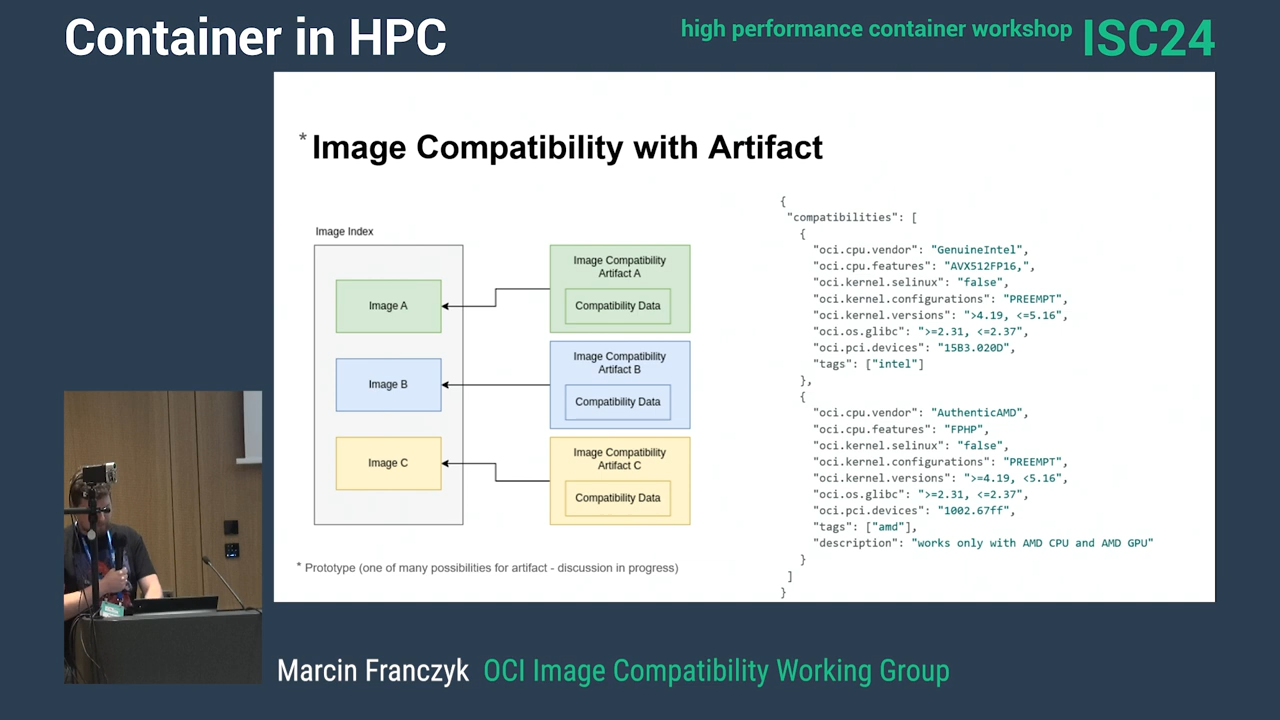 Container in HPC
high performance container workshop ISC24
* Image Compatibility with Artifact
Image Index
Image A
Image B
Image C
Image Compatibility
Artifact A
Compatibility Data
Image Compatibility
Artifact B
Compatibility Data
Image Compatibility
Artifact C
Compatibility Data
* Prototype (one of many possibilities for artifact - discussion in progress)
{
"compatibilities": [
{
"oci.cpu.vendor": "GenuineIntel",
"oci.cpu.features": "AVX512FP16,",
"oci.kernel.selinux": "false",
"oci.kernel.configurations": "PREEMPT",
"oci.kernel.versions": ">4.19, <=5.16",
"oci.os.glibc": ">=2.31, <=2.37",
"oci.pci.devices": "15B3.020D",
"tags": ["intel"]
},
{
"oci.cpu.vendor": "AuthenticAMD",
"oci.cpu.features": "FPHP",
"oci.kernel.selinux": "false",
"oci.kernel.configurations": "PREEMPT",
"oci.kernel.versions": ">=4.19, <5.16",
"oci.os.glibc": ">=2.31, <=2.37",
"oci.pci.devices": "1002.67ff",
"tags": ["amd"],
"description": "works only with AMD CPU and AMD GPU"
}
]
}
Marcin Franczyk OCI Image Compatibility Working Group